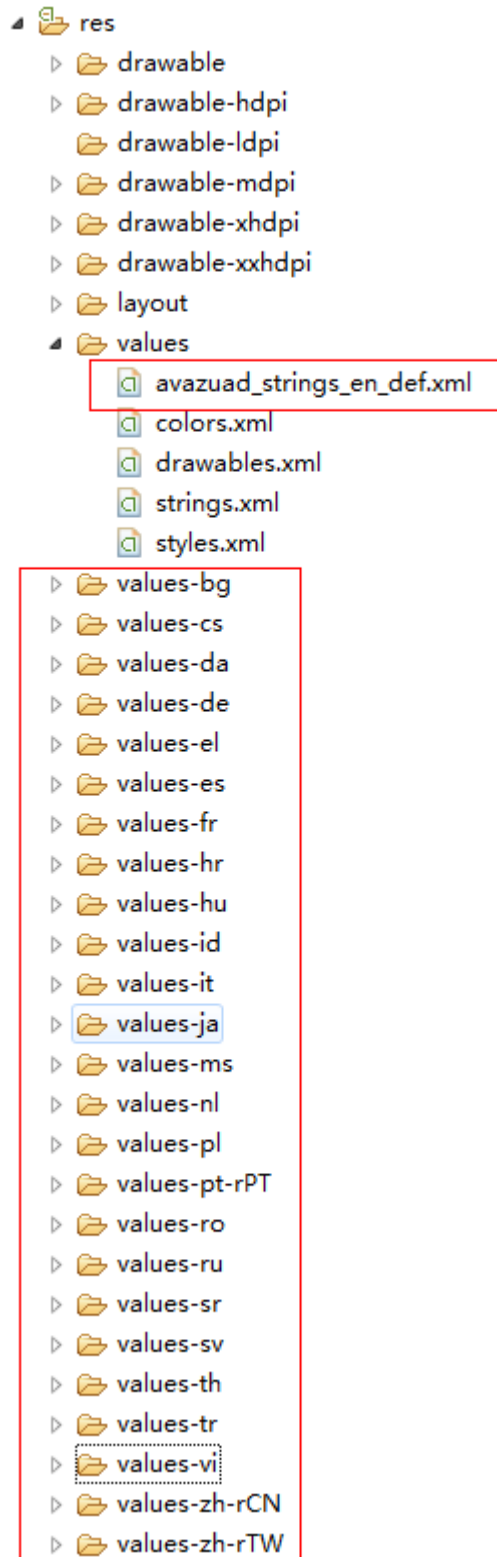 res
drawable
drawable-hdpi
drawable-ldpi
drawable-mdpi
drawable-xhdpi
drawable-xxhdpi
layout
values
avazuad_strings_en_def.xml
colors.xml
drawables.xml
strings.xml
styles.xml
values-bg
values-cs
values-da
values-de
values-el
values-es
values-fr
values-hr
values-hu
values-id
values-it
values-ja
values-ms
values-nl
values-pl
values-pt-rPT
values-ro
values-ru
values-sr
values-sv
values-th
values-tr
values-vi
values-zh-rCN
values-zh-rTW